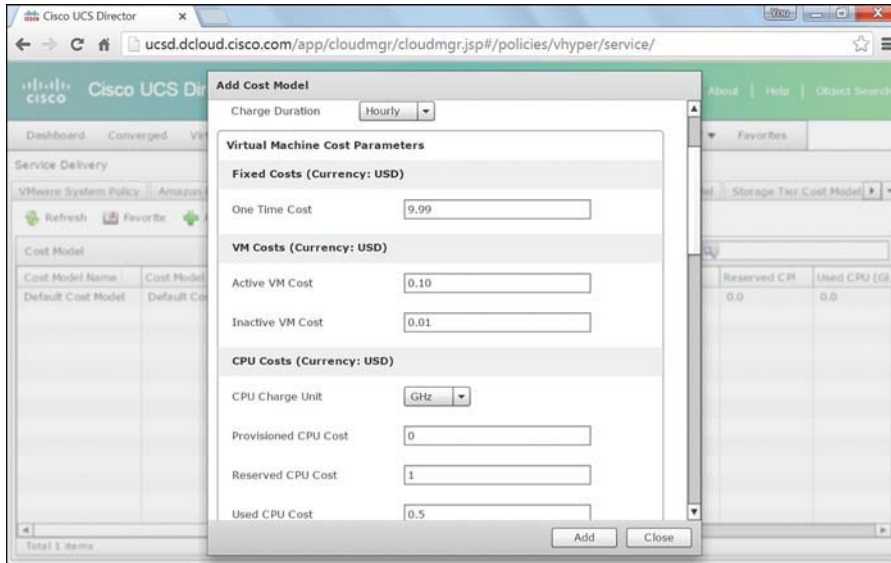 Cisco UCS Director
You
ucsd.dcloud.cisco.com/app/cloudmgr/cloudmgr.jsp#/policies/vhyper/service/
CISCO
Cisco UCS Dir
About | Help | Object Search
Dashboard Converged Favorites
Service Delivery
VMware System Policy Amazon Storage Tier Cost Model
Refresh Favorite
Cost Model
Cost Model Name Cost Model Reserved CPU Used CPU (GI
Default Cost Model Default Co 0.0 0.0
Total 1 items
Add Cost Model
Charge Duration Hourly
Virtual Machine Cost Parameters
Fixed Costs (Currency: USD)
One Time Cost 9.99
VM Costs (Currency: USD)
Active VM Cost 0.10
Inactive VM Cost 0.01
CPU Costs (Currency: USD)
CPU Charge Unit GHz
Provisioned CPU Cost 0
Reserved CPU Cost 1
Used CPU Cost 0.5
Add Close